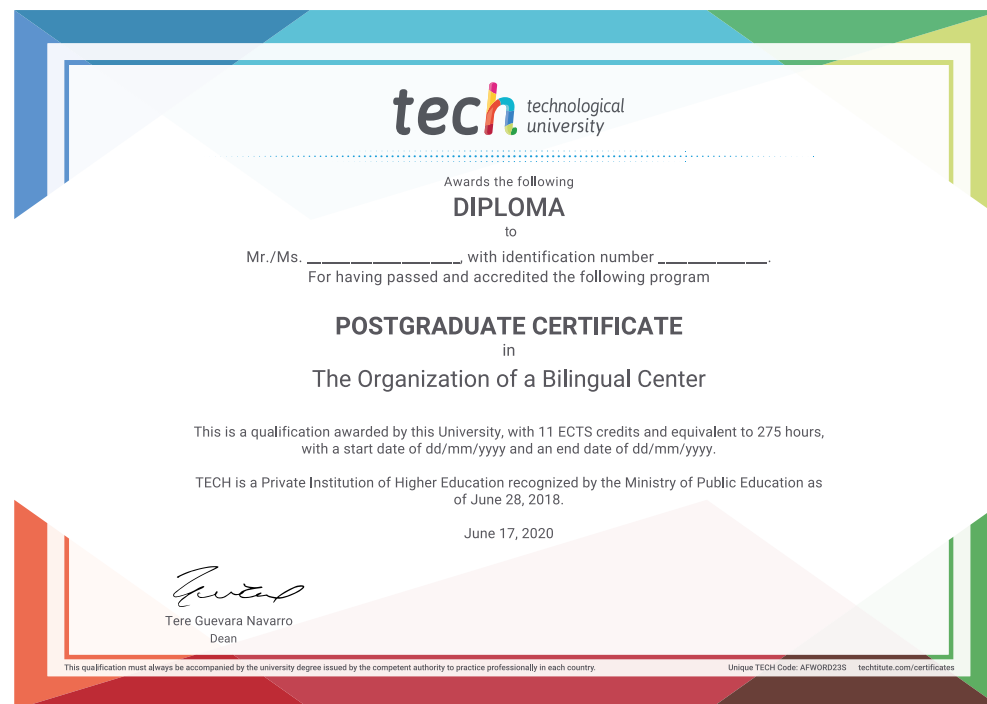 tech technological
university
Awards the following
DIPLOMA
to
Mr./Ms. ____________________, with identification number ______________.
For having passed and accredited the following program
POSTGRADUATE CERTIFICATE
in
The Organization of a Bilingual Center
This is a qualification awarded by this University, with 11 ECTS credits and equivalent to 275 hours,
with a start date of dd/mm/yyyy and an end date of dd/mm/yyyy.
TECH is a Private Institution of Higher Education recognized by the Ministry of Public Education as
of June 28, 2018.
June 17, 2020
Tere Guevara Navarro
Dean
This qualification must always be accompanied by the university degree issued by the competent authority to practice professionally in each country.
Unique TECH Code: AFWORD23S techtitute.com/certificates